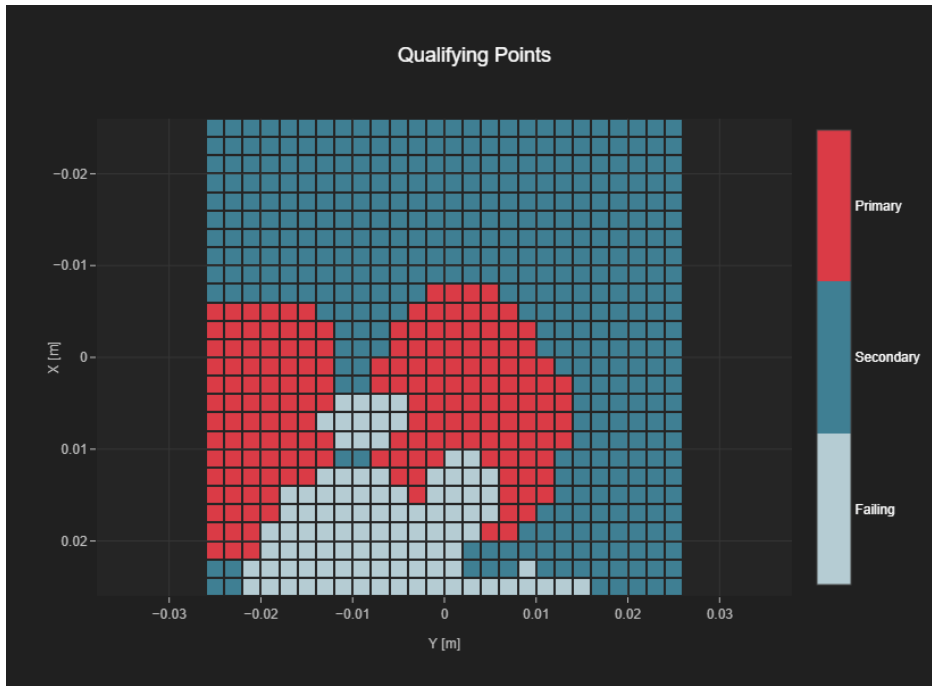 Qualifying Points
−0.02
−0.01
0
0.01
0.02
X [m]
−0.03
−0.02
−0.01
0
0.01
0.02
0.03
Y [m]
Primary
Secondary
Failing